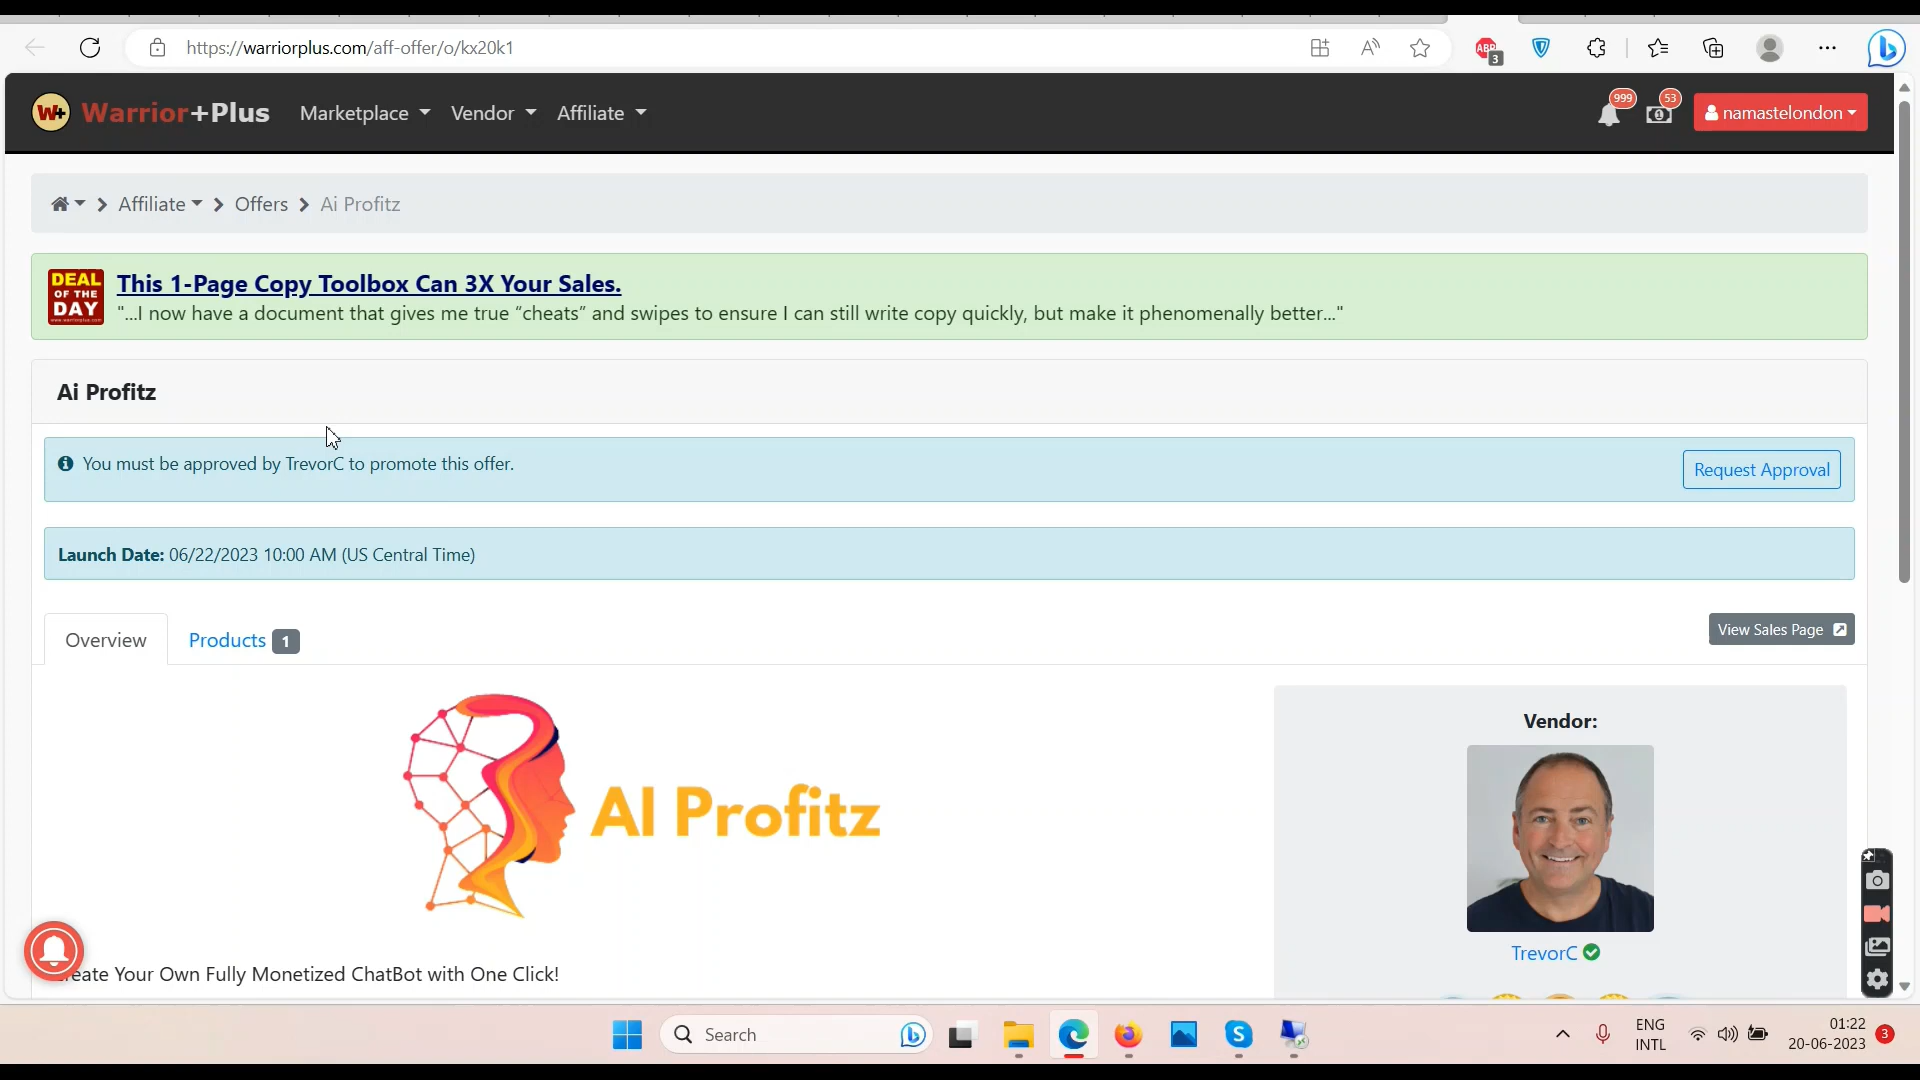 https://warriorplus.com/aff-offer/o/kx20k1
ABP 3
W+ Warrior+Plus Marketplace Vendor Affiliate 999 53 namastelondon
Affiliate Offers Ai Profitz
DEAL OF THE DAY
This 1-Page Copy Toolbox Can 3X Your Sales.
"...I now have a document that gives me true “cheats” and swipes to ensure I can still write copy quickly, but make it phenomenally better..."
Ai Profitz
You must be approved by TrevorC to promote this offer. Request Approval
Launch Date: 06/22/2023 10:00 AM (US Central Time)
Overview Products 1 View Sales Page
Vendor:
AI Profitz
TrevorC
eate Your Own Fully Monetized ChatBot with One Click!
Search
ENG
INTL
01:22
20-06-2023
3